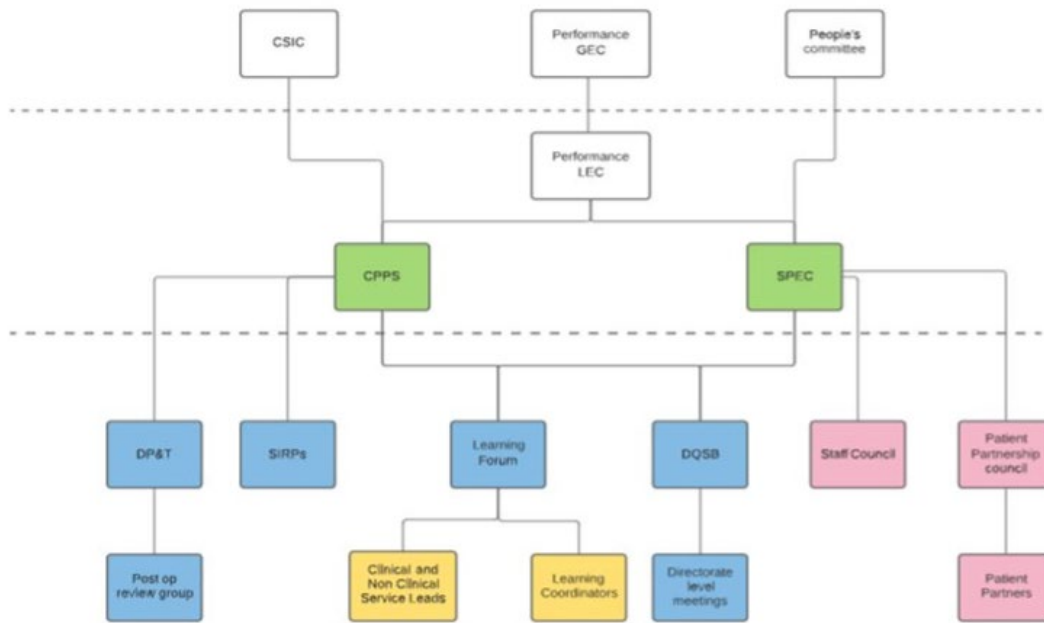 CSIC
Performance
GEC
People's
committee
Performance
LEC
CPPS
SPEC
DP&T
SIRPs
Learning
Forum
DQSB
Staff Council
Patient
Partnership
council
Post op
review group
Clinical and
Non Clinical
Service Leads
Learning
Coordinators
Directorate
level
meetings
Patient
Partners